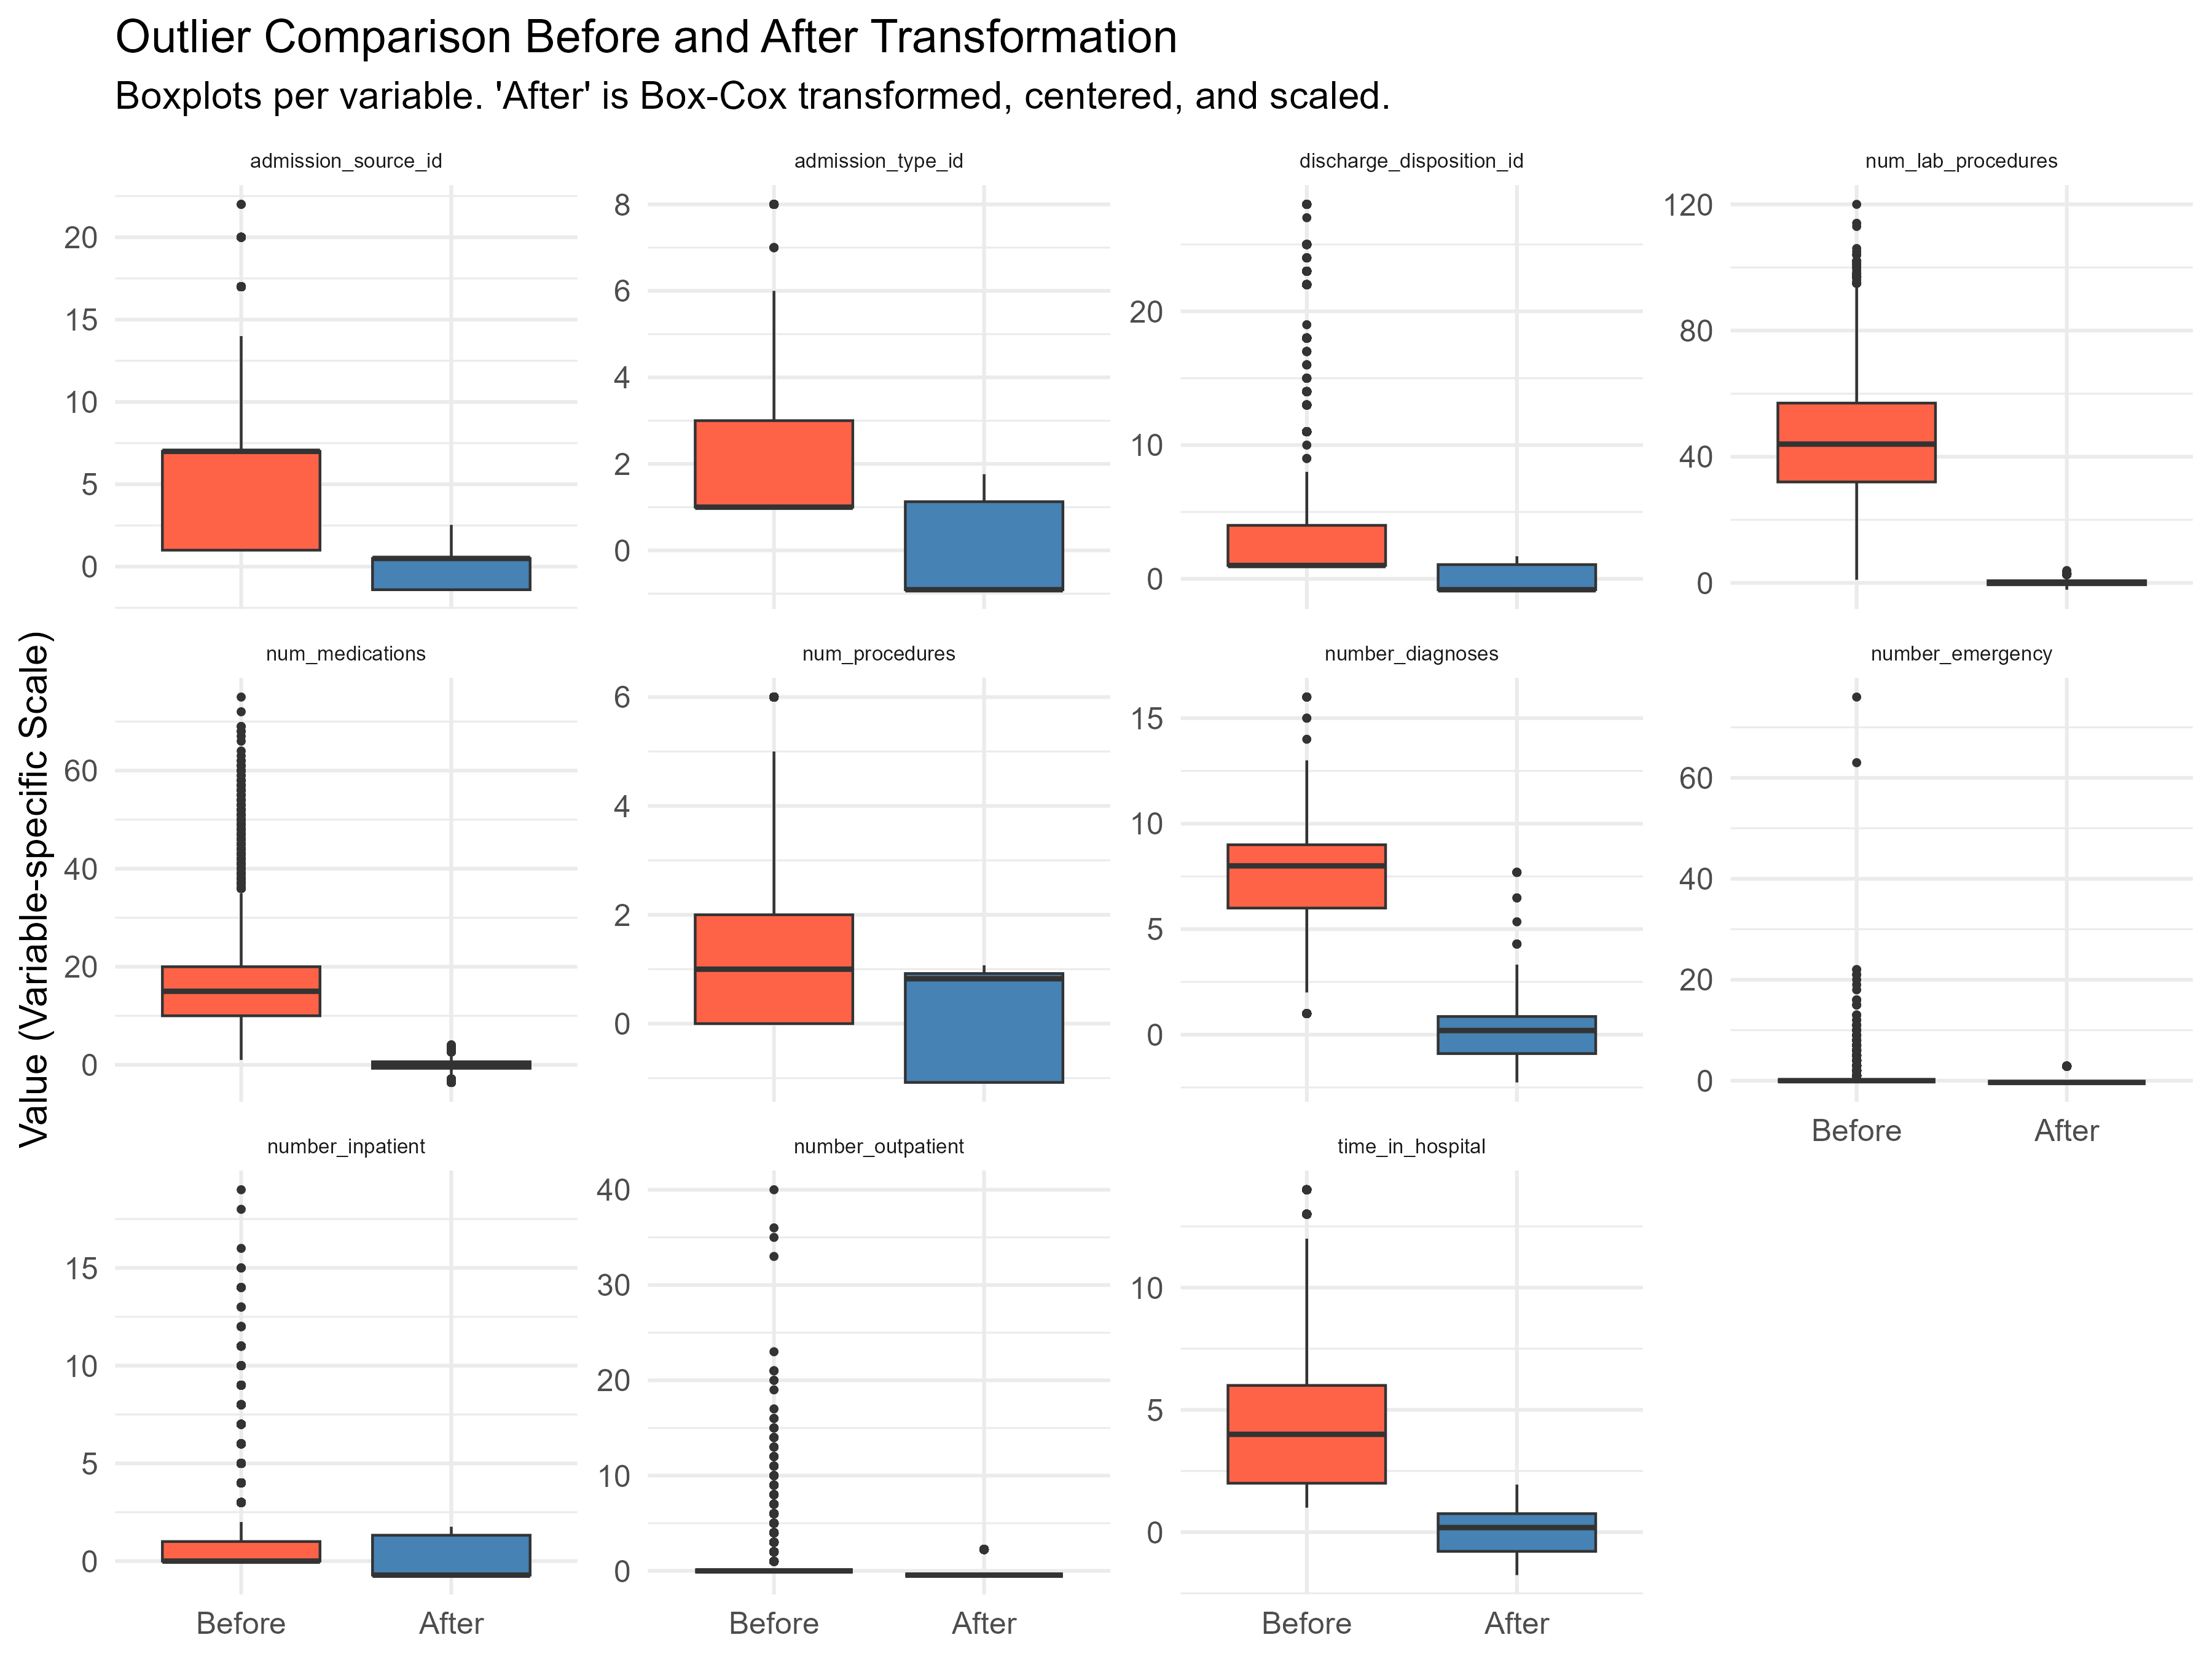 Outlier Comparison Before and After Transformation
Boxplots per variable. 'After' is Box-Cox transformed, centered, and scaled.
Value (Variable-specific Scale)
admission_source_id
20
15
10
5
0
admission_type_id
8
6
4
2
0
discharge_disposition_id
20
10
0
num_lab_procedures
120
80
40
0
num_medications
60
40
20
0
num_procedures
6
4
2
0
number_diagnoses
15
10
5
0
number_emergency
60
40
20
0
Before After
number_inpatient
15
10
5
0
Before After
number_outpatient
40
30
20
10
0
Before After
time_in_hospital
10
5
0
Before After